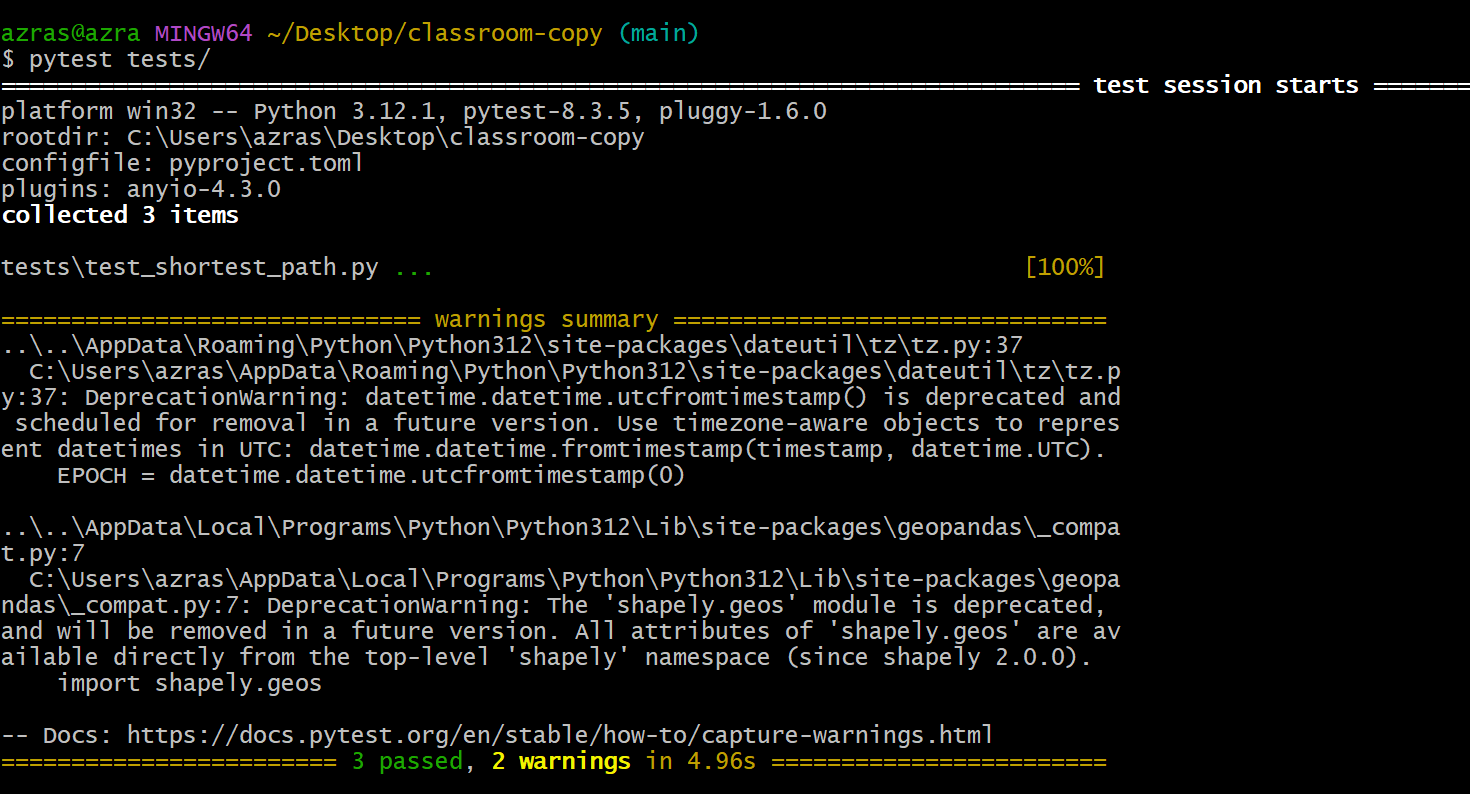 azras@azra MINGW64 ~/Desktop/classroom-copy (main)
$ pytest tests/
============================================================================= test session starts =======
platform win32 -- Python 3.12.1, pytest-8.3.5, pluggy-1.6.0
rootdir: C:\Users\azras\Desktop\classroom-copy
configfile: pyproject.toml
plugins: anyio-4.3.0
collected 3 items
tests\test_shortest_path.py ... [100%]
============================== warnings summary ===============================
..\..\AppData\Roaming\Python\Python312\site-packages\dateutil\tz\tz.py:37
  C:\Users\azras\AppData\Roaming\Python\Python312\site-packages\dateutil\tz\tz.p
y:37: DeprecationWarning: datetime.datetime.utcfromtimestamp() is deprecated and
 scheduled for removal in a future version. Use timezone-aware objects to repres
ent datetimes in UTC: datetime.datetime.fromtimestamp(timestamp, datetime.UTC).
    EPOCH = datetime.datetime.utcfromtimestamp(0)
..\..\AppData\Local\Programs\Python\Python312\Lib\site-packages\geopandas\_compa
t.py:7
  C:\Users\azras\AppData\Local\Programs\Python\Python312\Lib\site-packages\geopa
ndas\_compat.py:7: DeprecationWarning: The 'shapely.geos' module is deprecated,
and will be removed in a future version. All attributes of 'shapely.geos' are av
ailable directly from the top-level 'shapely' namespace (since shapely 2.0.0).
    import shapely.geos
-- Docs: https://docs.pytest.org/en/stable/how-to/capture-warnings.html
======================== 3 passed, 2 warnings in 4.96s ========================